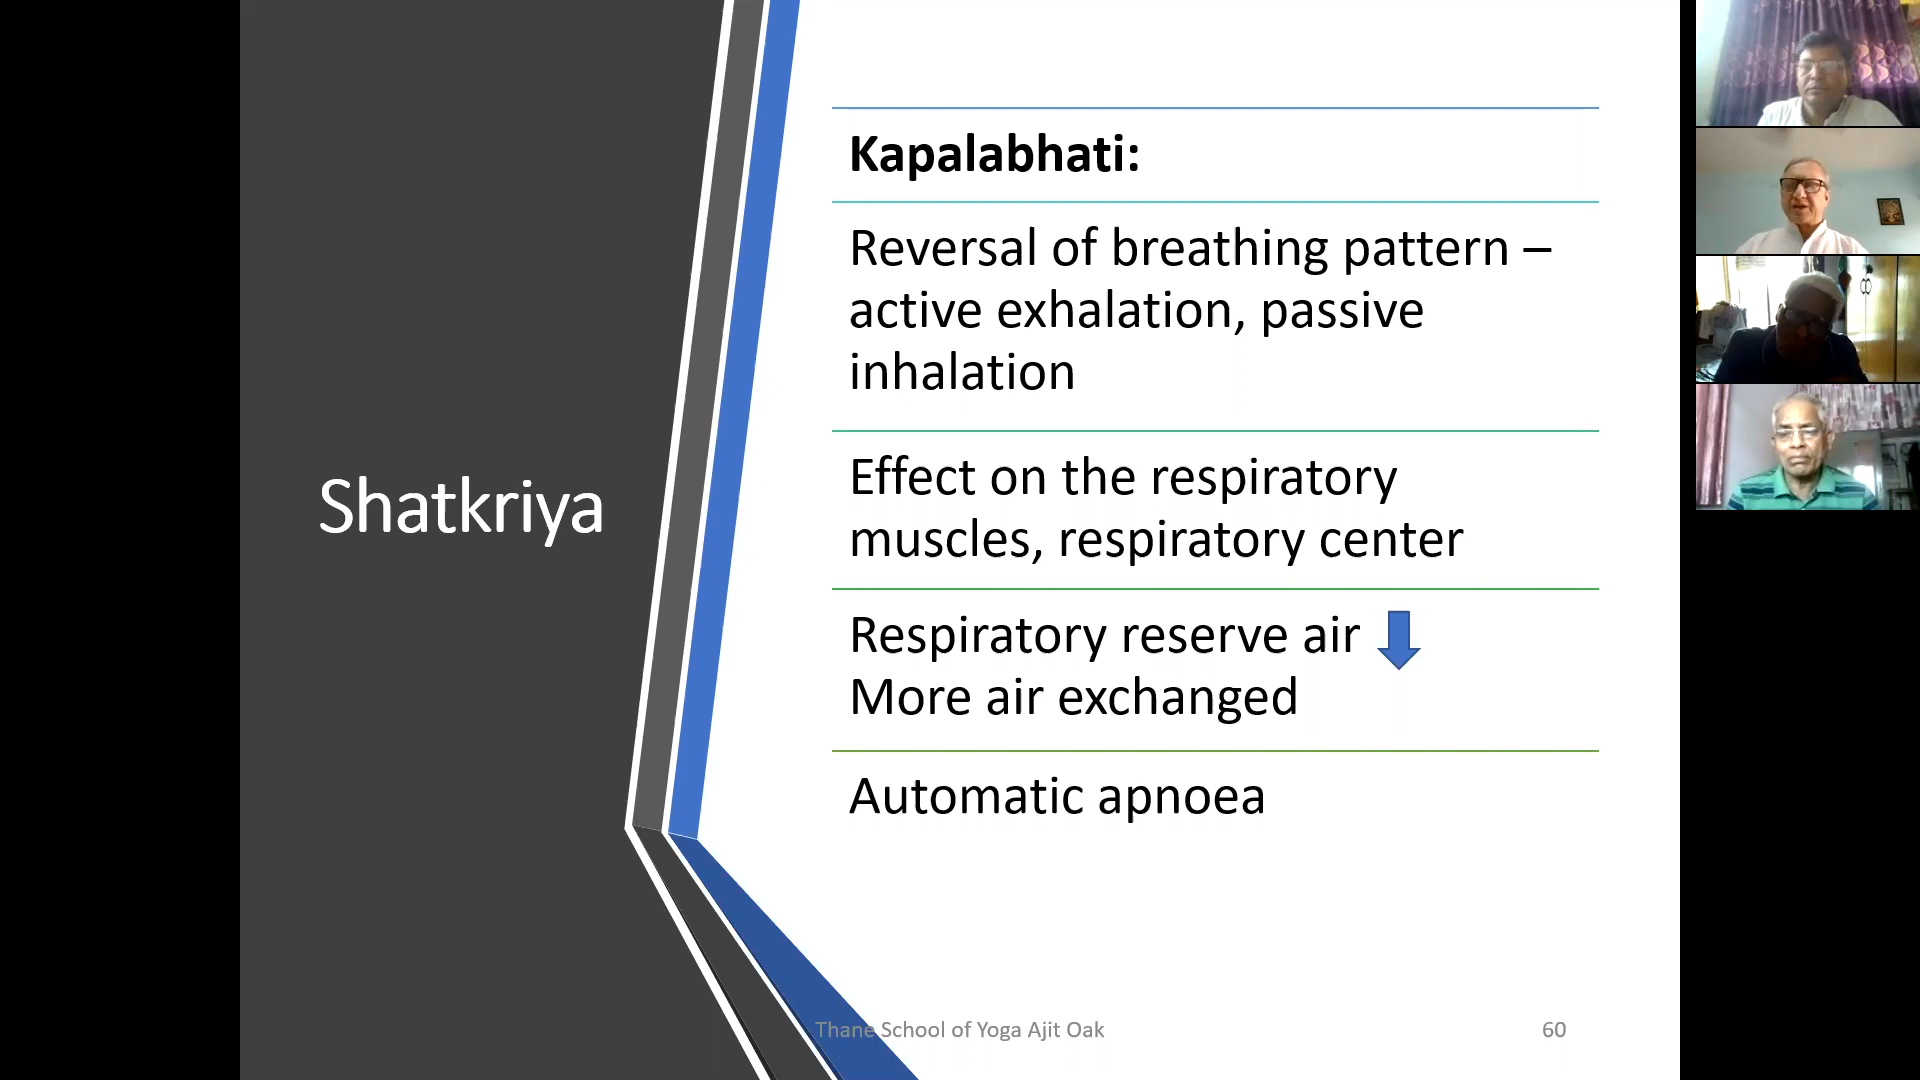 Shatkriya
Kapalabhati:
Reversal of breathing pattern –
active exhalation, passive
inhalation
Effect on the respiratory
muscles, respiratory center
Respiratory reserve air
More air exchanged
Automatic apnoea
Thane School of Yoga Ajit Oak
60